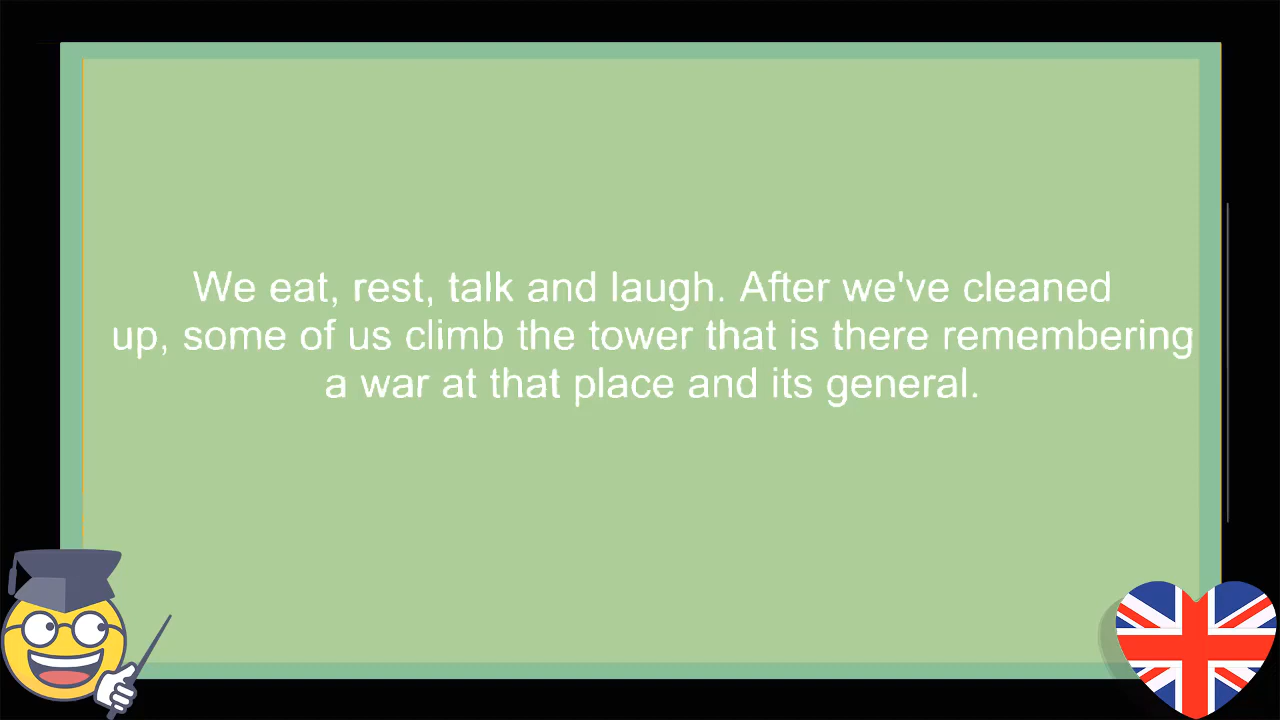 We eat, rest, talk and laugh. After we've cleaned
up, some of us climb the tower that is there remembering
a war at that place and its general.